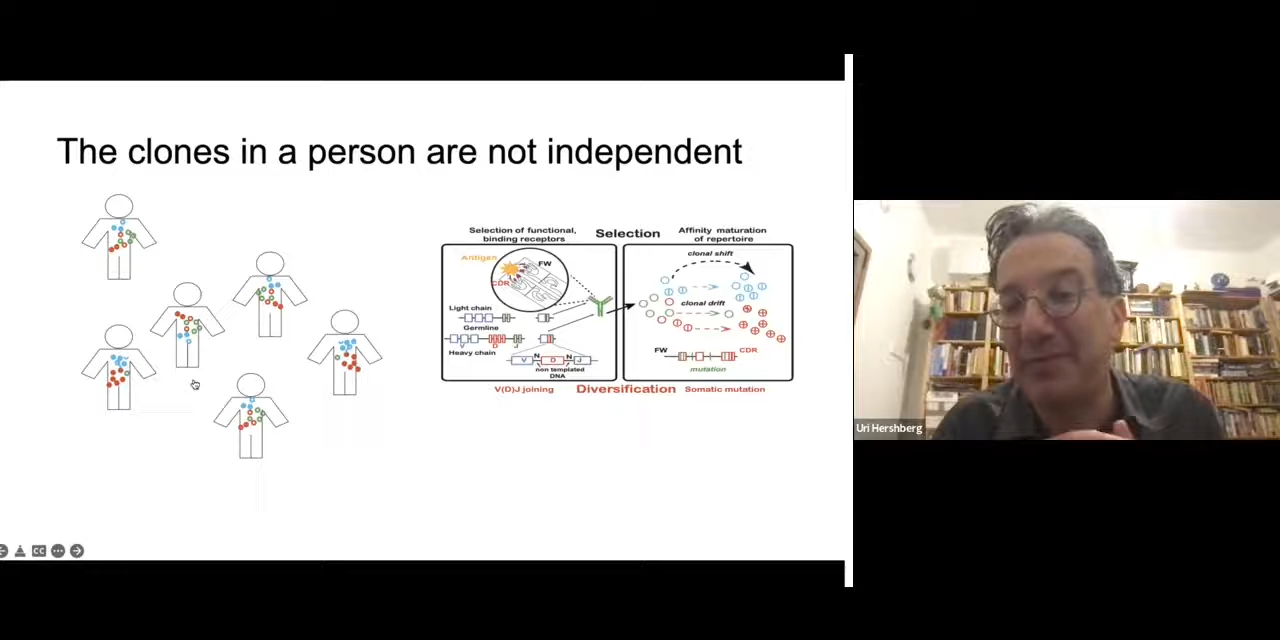 The clones in a person are not independent
Selection of functional,
binding receptors
Selection
Affinity maturation
of repertoire
Antigen
FW
CDR
Light chain
Germline
V
D
J
Heavy chain
N
N
V
D
J
non templated
DNA
clonal shift
clonal drift
FW
CDR
mutation
V(D)J joining
Diversification
Somatic mutation
Uri Hershberg
CC